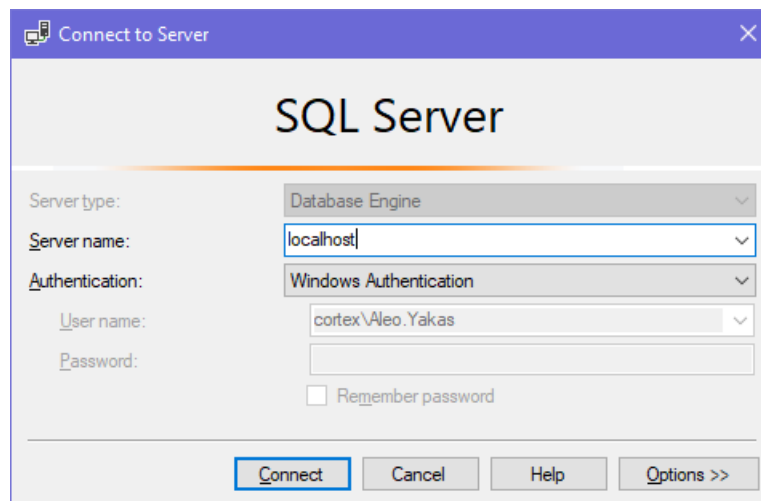 Connect to Server
SQL Server
Server type: Database Engine
Server name: localhost
Authentication: Windows Authentication
User name: cortex\Aleo.Yakas
Password:
Remember password
Connect Cancel Help Options >>